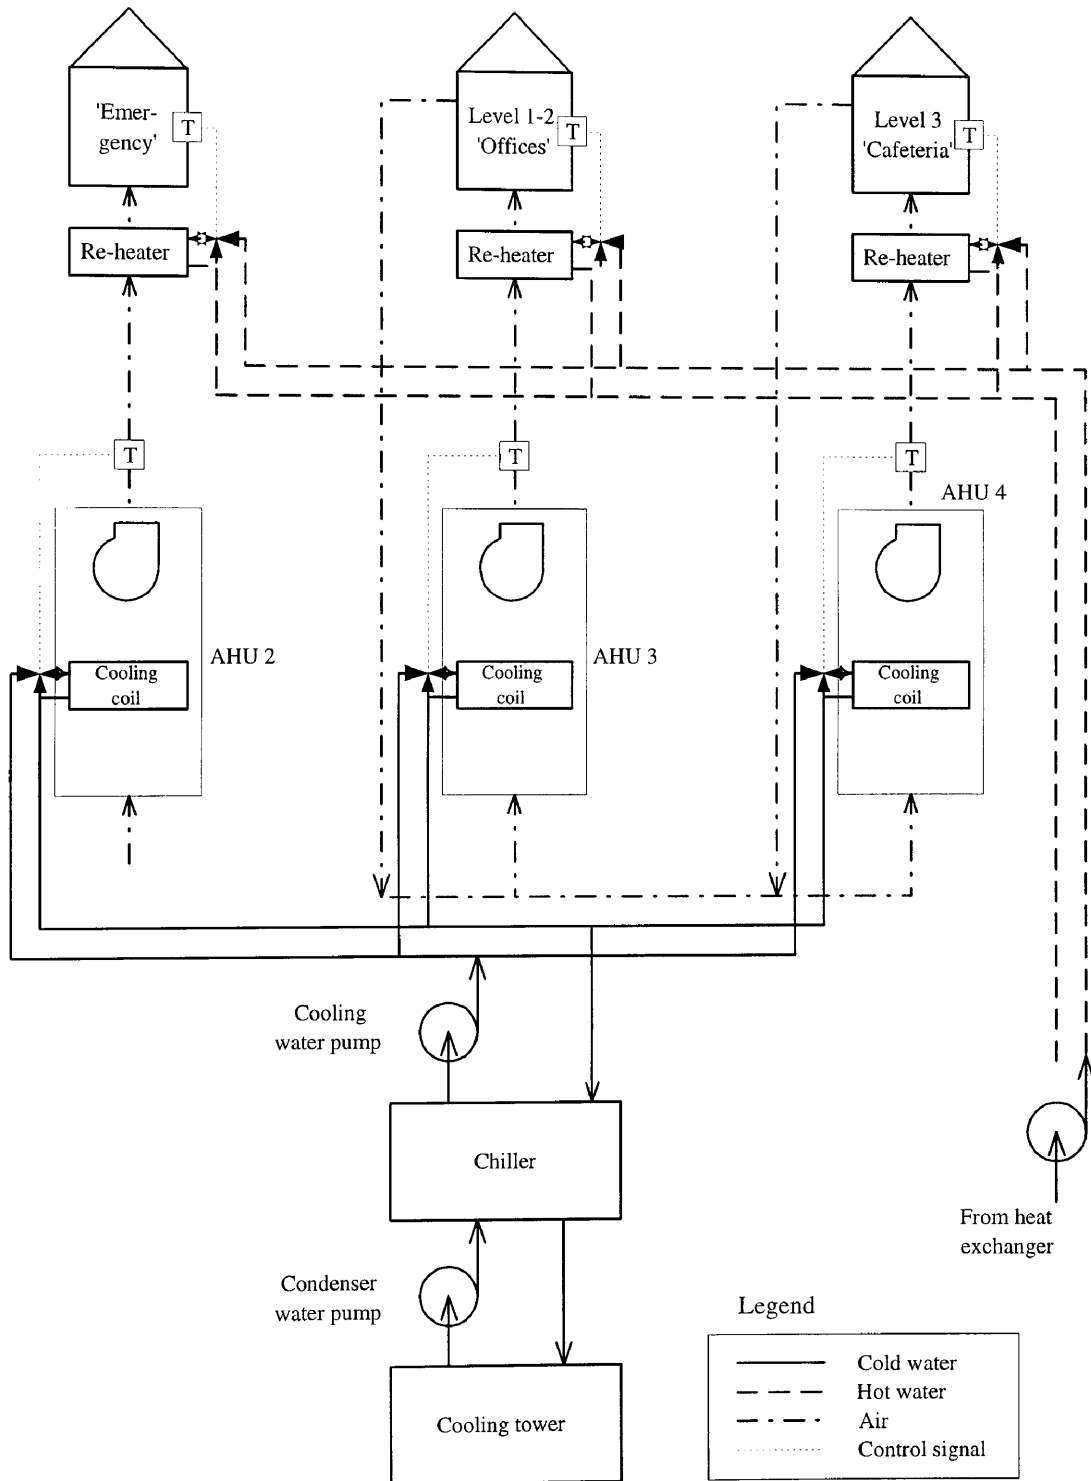 'Emer-
gency'
T
Level 1-2
'Offices'
T
Level 3
'Cafeteria'
T
Re-heater
Re-heater
Re-heater
T
T
T
AHU 4
Cooling
coil
AHU 2
Cooling
coil
AHU 3
Cooling
coil
Cooling
water pump
Chiller
From heat
exchanger
Condenser
water pump
Cooling tower
Legend
Cold water
Hot water
Air
Control signal